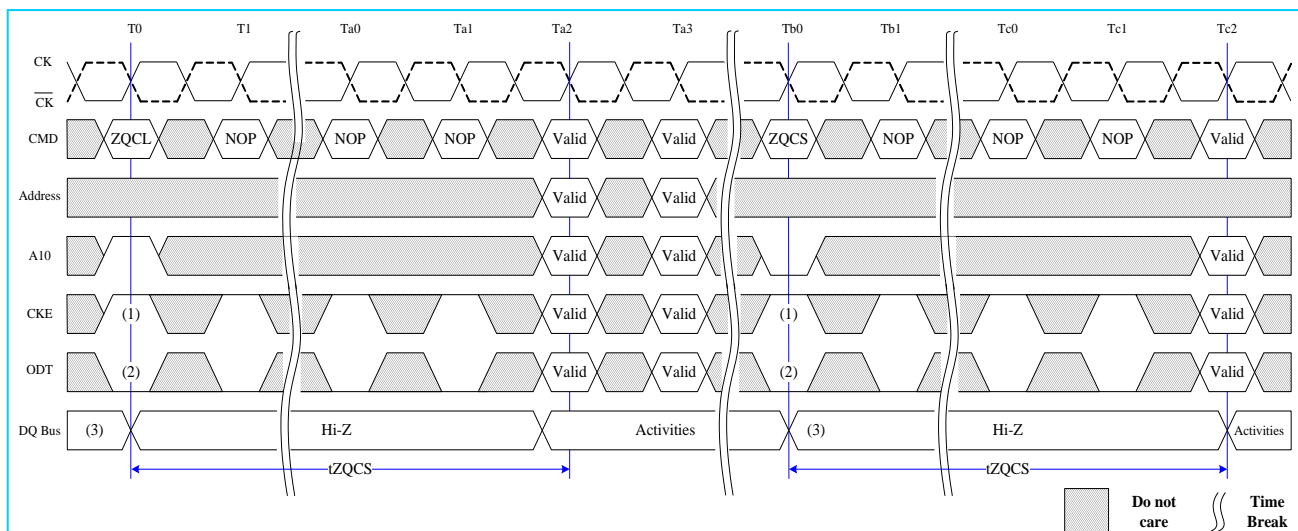 T0 T1 Ta0 Ta1 Ta2 Ta3 Tb0 Tb1 Tc0 Tc1 Tc2
CK
CK
CMD ZQCL NOP NOP NOP Valid Valid ZQCS NOP NOP NOP Valid
Address Valid Valid
A10 Valid Valid Valid
CKE (1) Valid Valid (1) Valid
ODT (2) Valid Valid (2) Valid
DQ Bus (3) Hi-Z Activities (3) Hi-Z Activities
tZQCS tZQCS
Do not care
Time Break